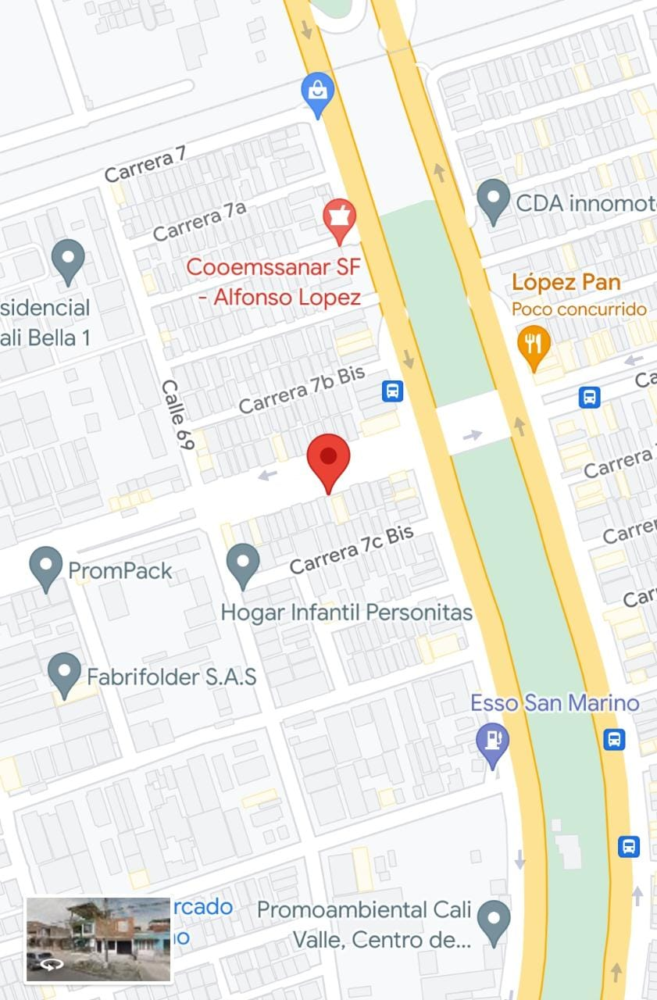 Carrera 7
CDA innomot
Carrera 7a
Cooemssanar SF
- Alfonso Lopez
López Pan
Poco concurrido
sidencial
ali Bella 1
Carrera 7b Bis
Ca
Calle 69
Carrera 7
Carrer
Carrera 7c Bis
PromPack
Car
Hogar Infantil Personitas
Fabrifolder S.A.S
Esso San Marino
rcado
Promoambiental Cali
Valle, Centro de...